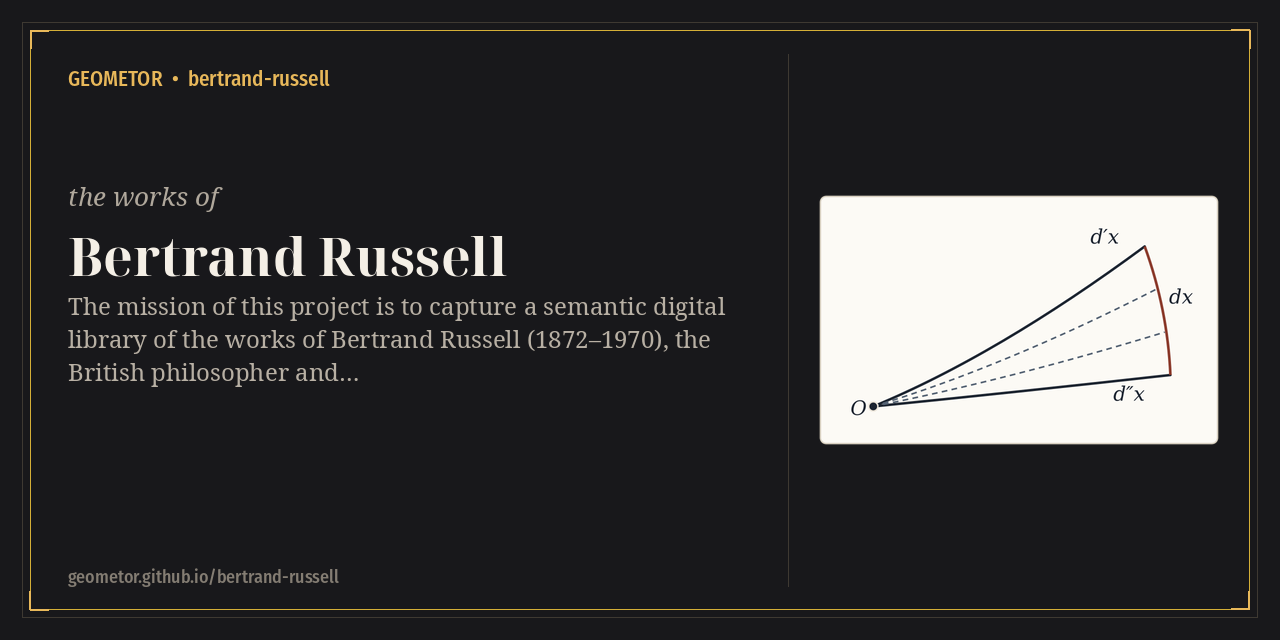 GEOMETOR • bertrand-russell
the works of
Bertrand Russell
The mission of this project is to capture a semantic digital
library of the works of Bertrand Russell (1872–1970), the
British philosopher and…
geometor.github.io/bertrand-russell
d′x
dx
d″x
O